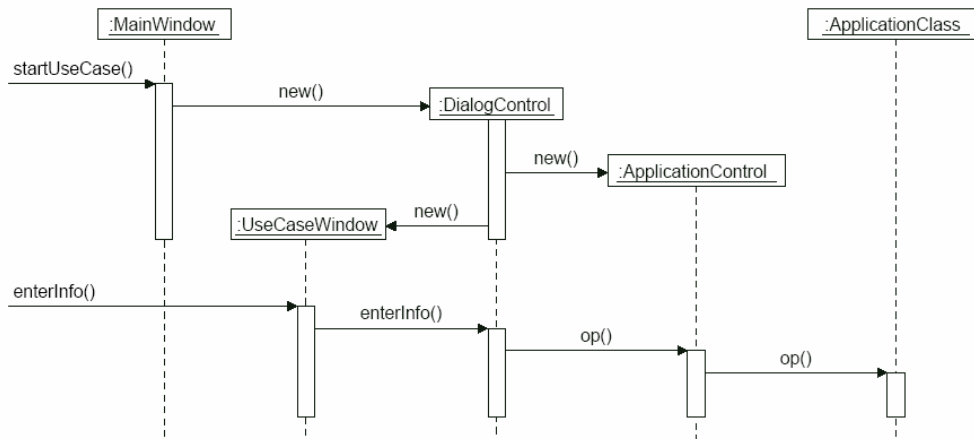 :MainWindow
:ApplicationClass
startUseCase()
new()
:DialogControl
new()
:ApplicationControl
new()
:UseCaseWindow
enterInfo()
enterInfo()
op()
op()